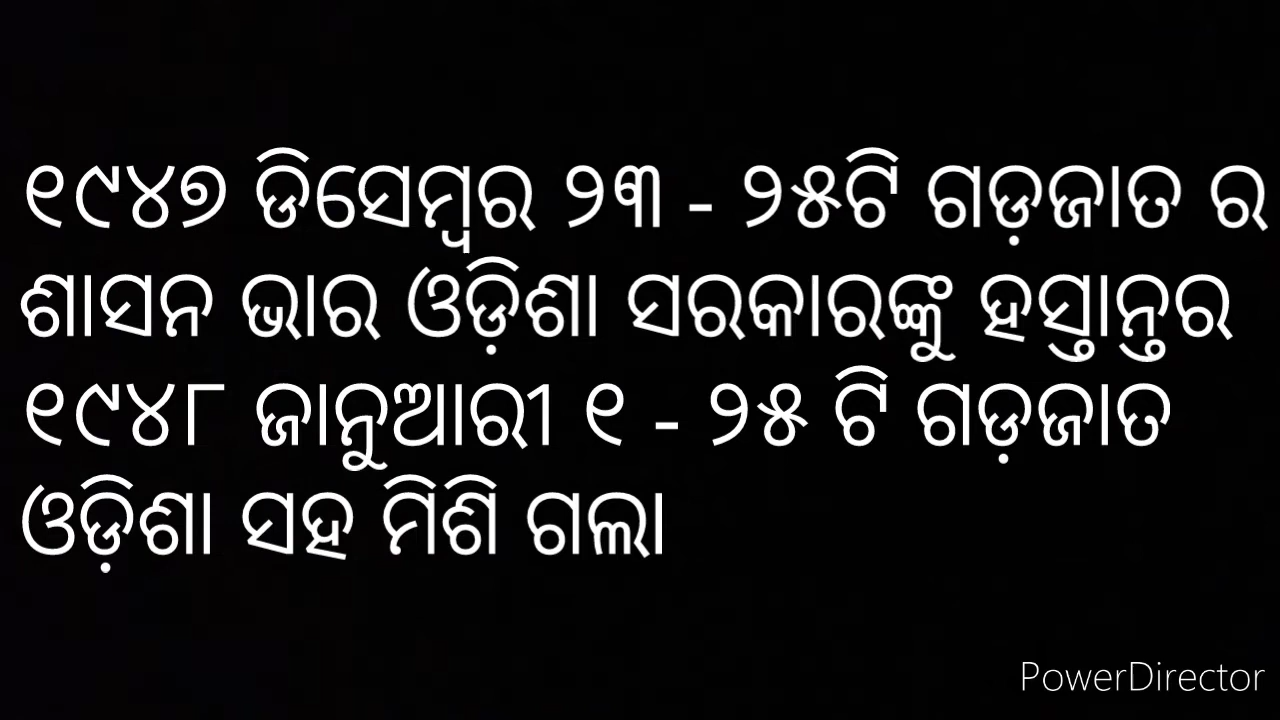 ୧୯୪୭ ଡିସେମ୍ବର ୨୩ - ୨୫ଟି ଗଡ଼ଜାତ ର
ଶାସନ ଭାର ଓଡ଼ିଶା ସରକାରଙ୍କୁ ହସ୍ତାନ୍ତର
୧୯୪୮ ଜାନୁଆରୀ ୧ - ୨୫ ଟି ଗଡ଼ଜାତ
ଓଡ଼ିଶା ସହ ମିଶି ଗଲା
PowerDirector